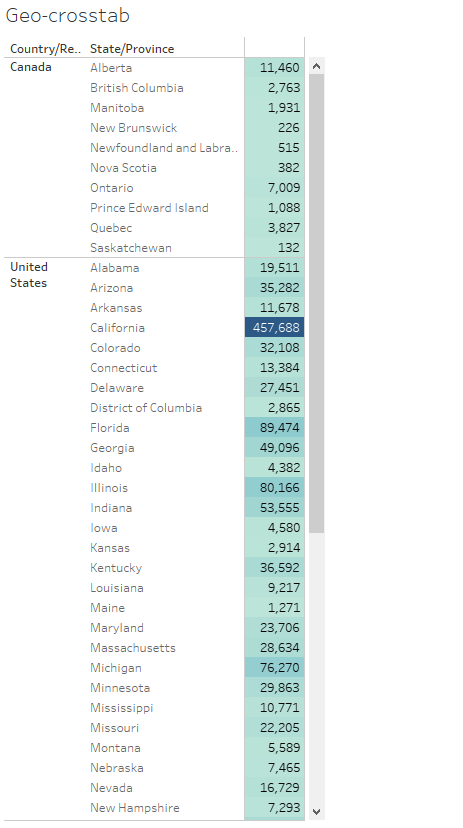 Geo-crosstab
Country/Re.. State/Province
Canada Alberta 11,460
British Columbia 2,763
Manitoba 1,931
New Brunswick 226
Newfoundland and Labra.. 515
Nova Scotia 382
Ontario 7,009
Prince Edward Island 1,088
Quebec 3,827
Saskatchewan 132
United Alabama 19,511
States Arizona 35,282
Arkansas 11,678
California 457,688
Colorado 32,108
Connecticut 13,384
Delaware 27,451
District of Columbia 2,865
Florida 89,474
Georgia 49,096
Idaho 4,382
Illinois 80,166
Indiana 53,555
Iowa 4,580
Kansas 2,914
Kentucky 36,592
Louisiana 9,217
Maine 1,271
Maryland 23,706
Massachusetts 28,634
Michigan 76,270
Minnesota 29,863
Mississippi 10,771
Missouri 22,205
Montana 5,589
Nebraska 7,465
Nevada 16,729
New Hampshire 7,293